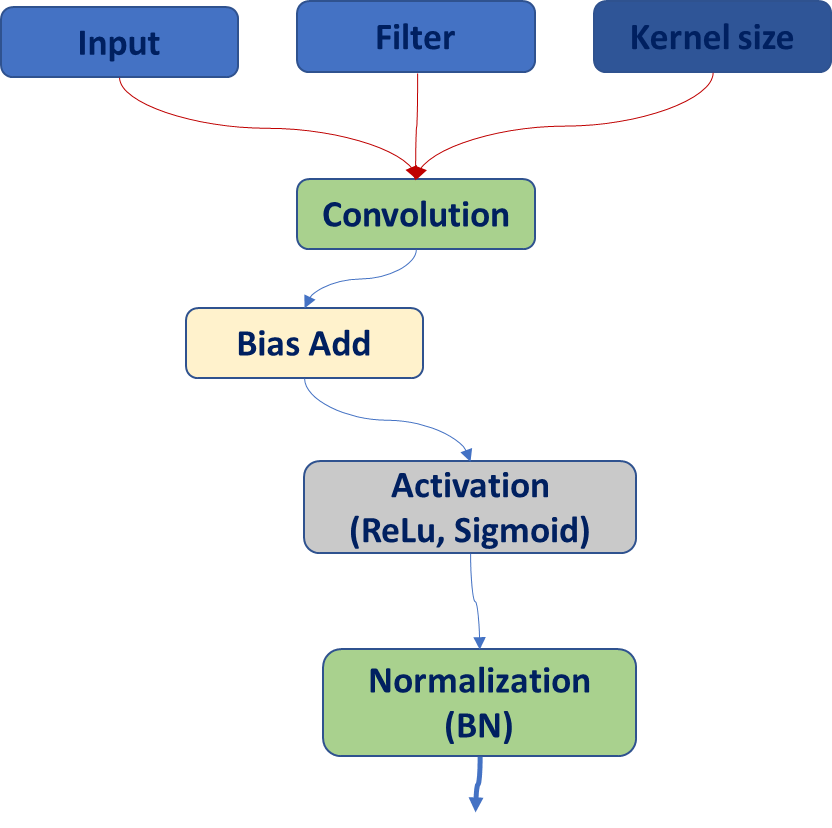 Input
Filter
Kernel size
Convolution
Bias Add
Activation
(ReLu, Sigmoid)
Normalization
(BN)